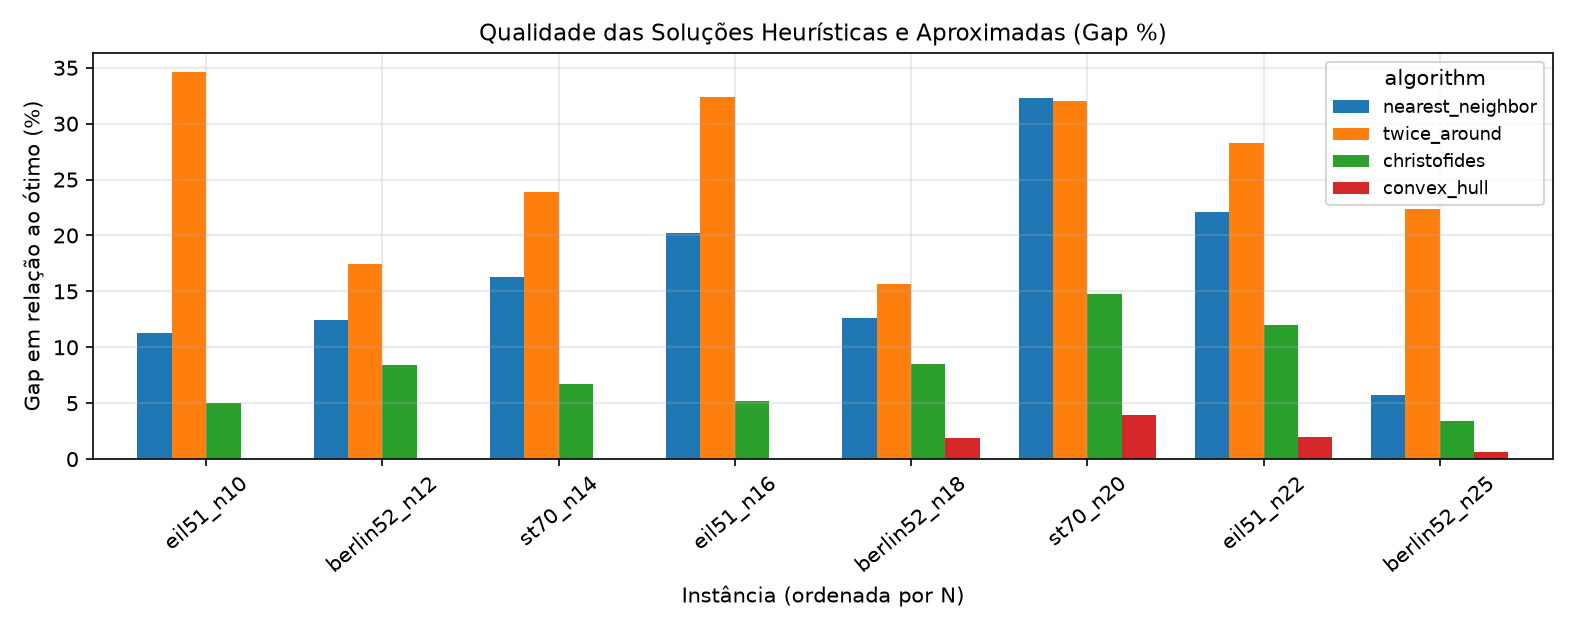 Qualidade das Soluções Heurísticas e Aproximadas (Gap %)
Gap em relação ao ótimo (%)
35
30
25
20
15
10
5
0
algorithm
nearest_neighbor
twice_around
christofides
convex_hull
eil51_n10
berlin52_n12
st70_n14
eil51_n16
berlin52_n18
st70_n20
eil51_n22
berlin52_n25
Instância (ordenada por N)